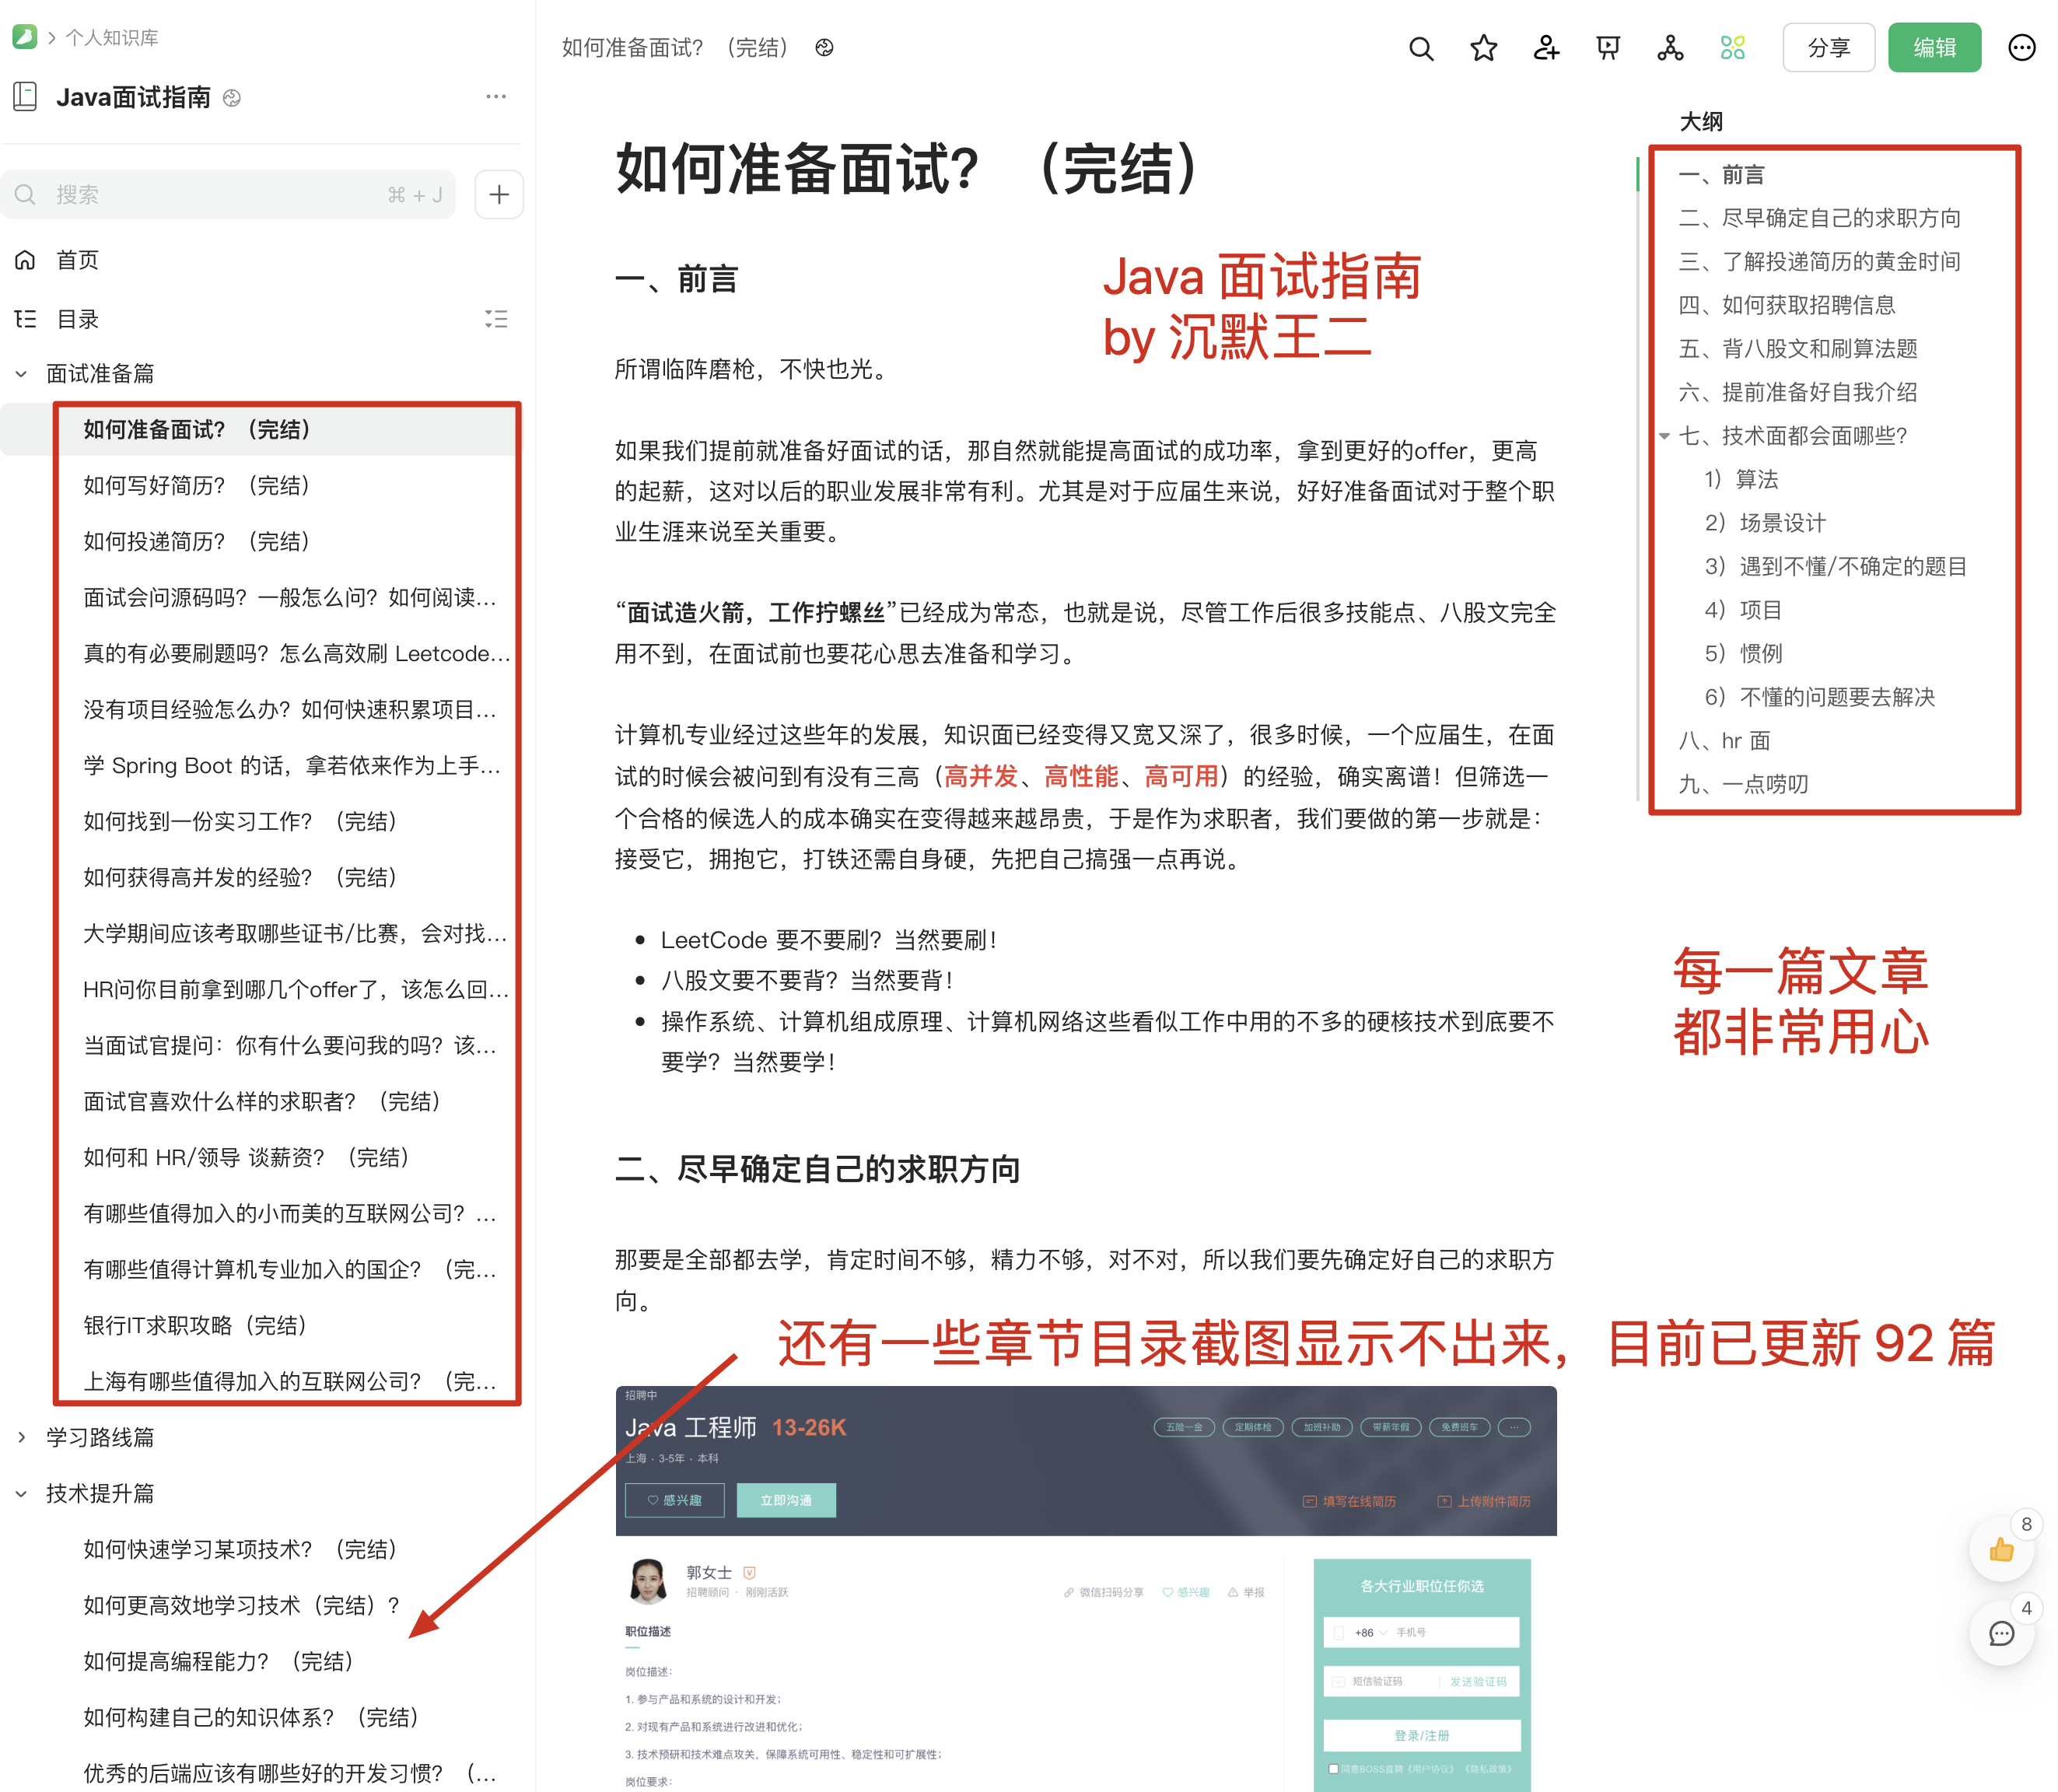 个人知识库
Java面试指南
搜索
⌘ + J
首页
目录
面试准备篇
如何准备面试？（完结）
如何写好简历？（完结）
如何投递简历？（完结）
面试会问源码吗？一般怎么问？如何阅读...
真的有必要刷题吗？怎么高效刷 Leetcode...
没有项目经验怎么办？如何快速积累项目...
学 Spring Boot 的话，拿若依来作为上手...
如何找到一份实习工作？（完结）
如何获得高并发的经验？（完结）
大学期间应该考取哪些证书/比赛，会对找...
HR问你目前拿到哪几个offer了，该怎么回...
当面试官提问：你有什么要问我的吗？该...
面试官喜欢什么样的求职者？（完结）
如何和 HR/领导 谈薪资？（完结）
有哪些值得加入的小而美的互联网公司？...
有哪些值得计算机专业加入的国企？（完...
银行IT求职攻略（完结）
上海有哪些值得加入的互联网公司？（完...
学习路线篇
技术提升篇
如何快速学习某项技术？（完结）
如何更高效地学习技术（完结）?
如何提高编程能力？（完结）
如何构建自己的知识体系？（完结）
优秀的后端应该有哪些好的开发习惯？（...
如何准备面试？（完结）
分享
编辑
如何准备面试？（完结）
一、前言
Java 面试指南
by 沉默王二
所谓临阵磨枪，不快也光。
如果我们提前就准备好面试的话，那自然就能提高面试的成功率，拿到更好的offer，更高
的起薪，这对以后的职业发展非常有利。尤其是对于应届生来说，好好准备面试对于整个职
业生涯来说至关重要。
“面试造火箭，工作拧螺丝”已经成为常态，也就是说，尽管工作后很多技能点、八股文完全
用不到，在面试前也要花心思去准备和学习。
计算机专业经过这些年的发展，知识面已经变得又宽又深了，很多时候，一个应届生，在面
试的时候会被问到有没有三高（高并发、高性能、高可用）的经验，确实离谱！但筛选一
个合格的候选人的成本确实在变得越来越昂贵，于是作为求职者，我们要做的第一步就是：
接受它，拥抱它，打铁还需自身硬，先把自己搞强一点再说。
LeetCode 要不要刷？当然要刷！
八股文要不要背？当然要背！
操作系统、计算机组成原理、计算机网络这些看似工作中用的不多的硬核技术到底要不
要学？当然要学！
二、尽早确定自己的求职方向
那要是全部都去学，肯定时间不够，精力不够，对不对，所以我们要先确定好自己的求职方
向。
还有一些章节目录截图显示不出来，目前已更新 92 篇
招聘中
Java 工程师 13-26K
五险一金 定期体检 加班补助 带薪年假 免费班车 ...
上海 · 3-5年 · 本科
感兴趣 立即沟通
填写在线简历 上传附件简历
郭女士
招聘顾问 · 刚刚活跃
微信扫码分享 感兴趣 举报
职位描述
岗位描述：
1. 参与产品和系统的设计和开发；
2. 对现有产品和系统进行改进和优化；
3. 技术预研和技术难点攻关，保障系统可用性、稳定性和可扩展性；
岗位要求：
各大行业职位任你选
+86 手机号
短信验证码 发送验证码
登录/注册
同意BOSS直聘《用户协议》《隐私政策》
大纲
一、前言
二、尽早确定自己的求职方向
三、了解投递简历的黄金时间
四、如何获取招聘信息
五、背八股文和刷算法题
六、提前准备好自我介绍
七、技术面都会面哪些？
1）算法
2）场景设计
3）遇到不懂/不确定的题目
4）项目
5）惯例
6）不懂的问题要去解决
八、hr 面
九、一点唠叨
每一篇文章
都非常用心
8
4